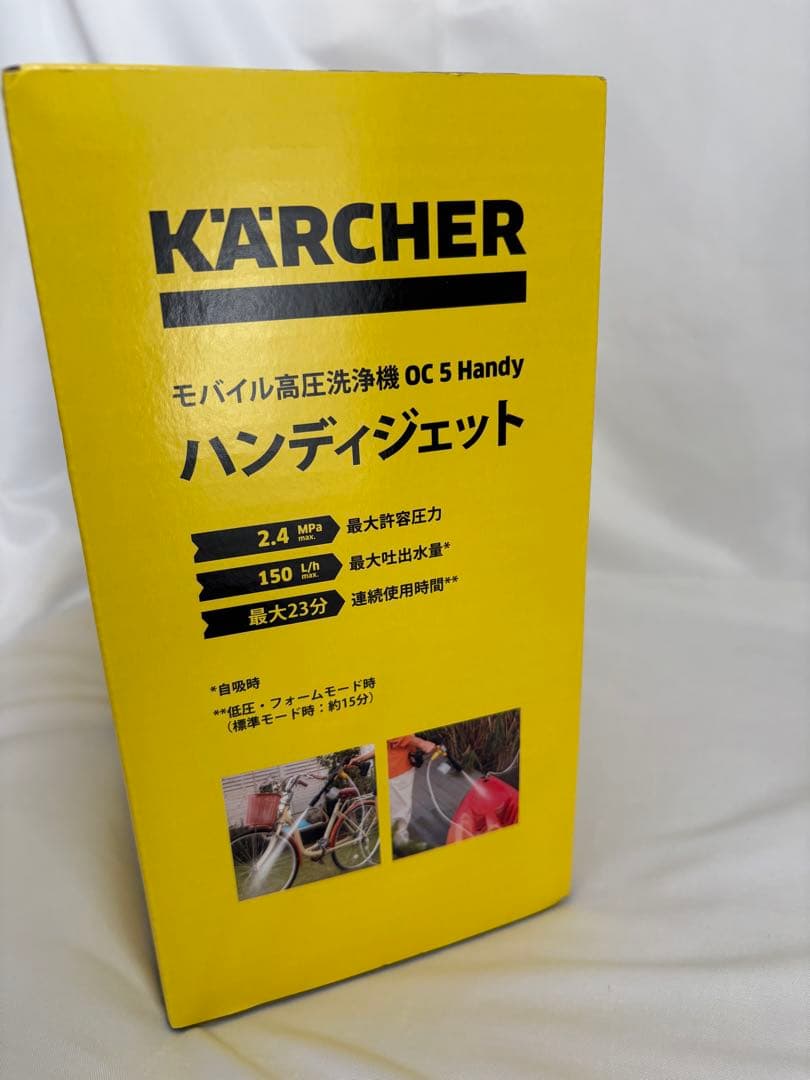 KÄRCHER
モバイル高圧洗浄機 OC 5 Handy
ハンディジェット
2.4 MPa max. 最大許容圧力
150 L/h max. 最大吐出水量*
最大23分 連続使用時間**
*自吸時
**低圧・フォームモード時
（標準モード時：約15分）